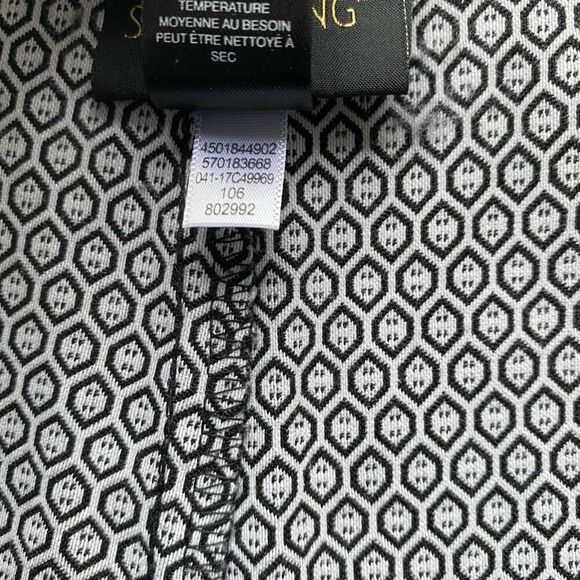 TEMPERATURE
MOYENNE AU BESOIN
PEUT ÊTRE NETTOYÉ À
SEC
4501844902
570183668
041-17C49969
106
802992